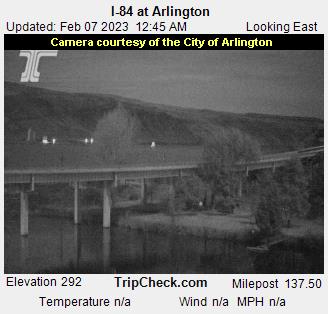 I-84 at Arlington
Updated: Feb 07 2023 12:45 AM Looking East
Camera courtesy of the City of Arlington
Elevation 292 TripCheck.com Milepost 137.50
Temperature n/a Wind n/a MPH n/a